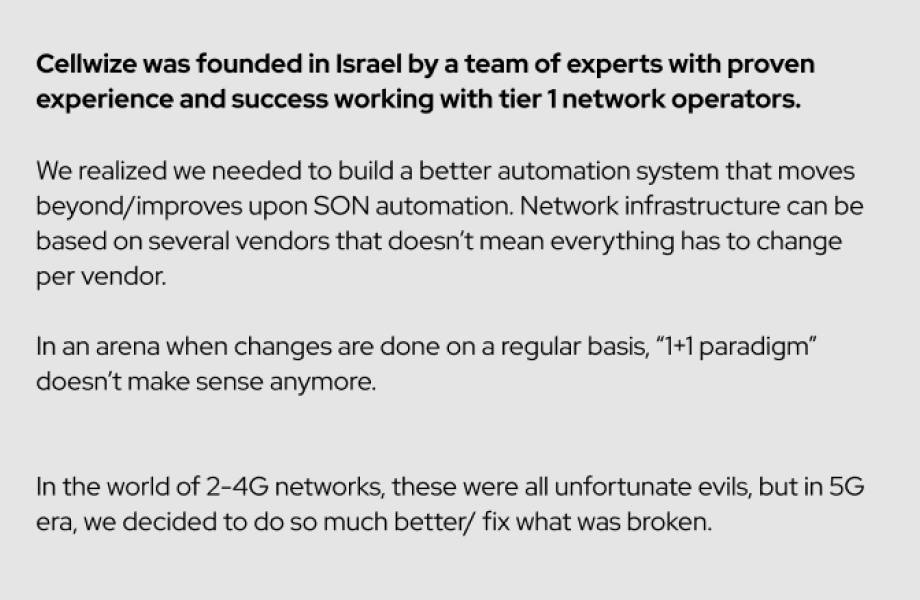 Cellwize was founded in Israel by a team of experts with proven
experience and success working with tier 1 network operators.
We realized we needed to build a better automation system that moves
beyond/improves upon SON automation. Network infrastructure can be
based on several vendors that doesn’t mean everything has to change
per vendor.
In an arena when changes are done on a regular basis, “1+1 paradigm”
doesn’t make sense anymore.
In the world of 2-4G networks, these were all unfortunate evils, but in 5G
era, we decided to do so much better/ fix what was broken.